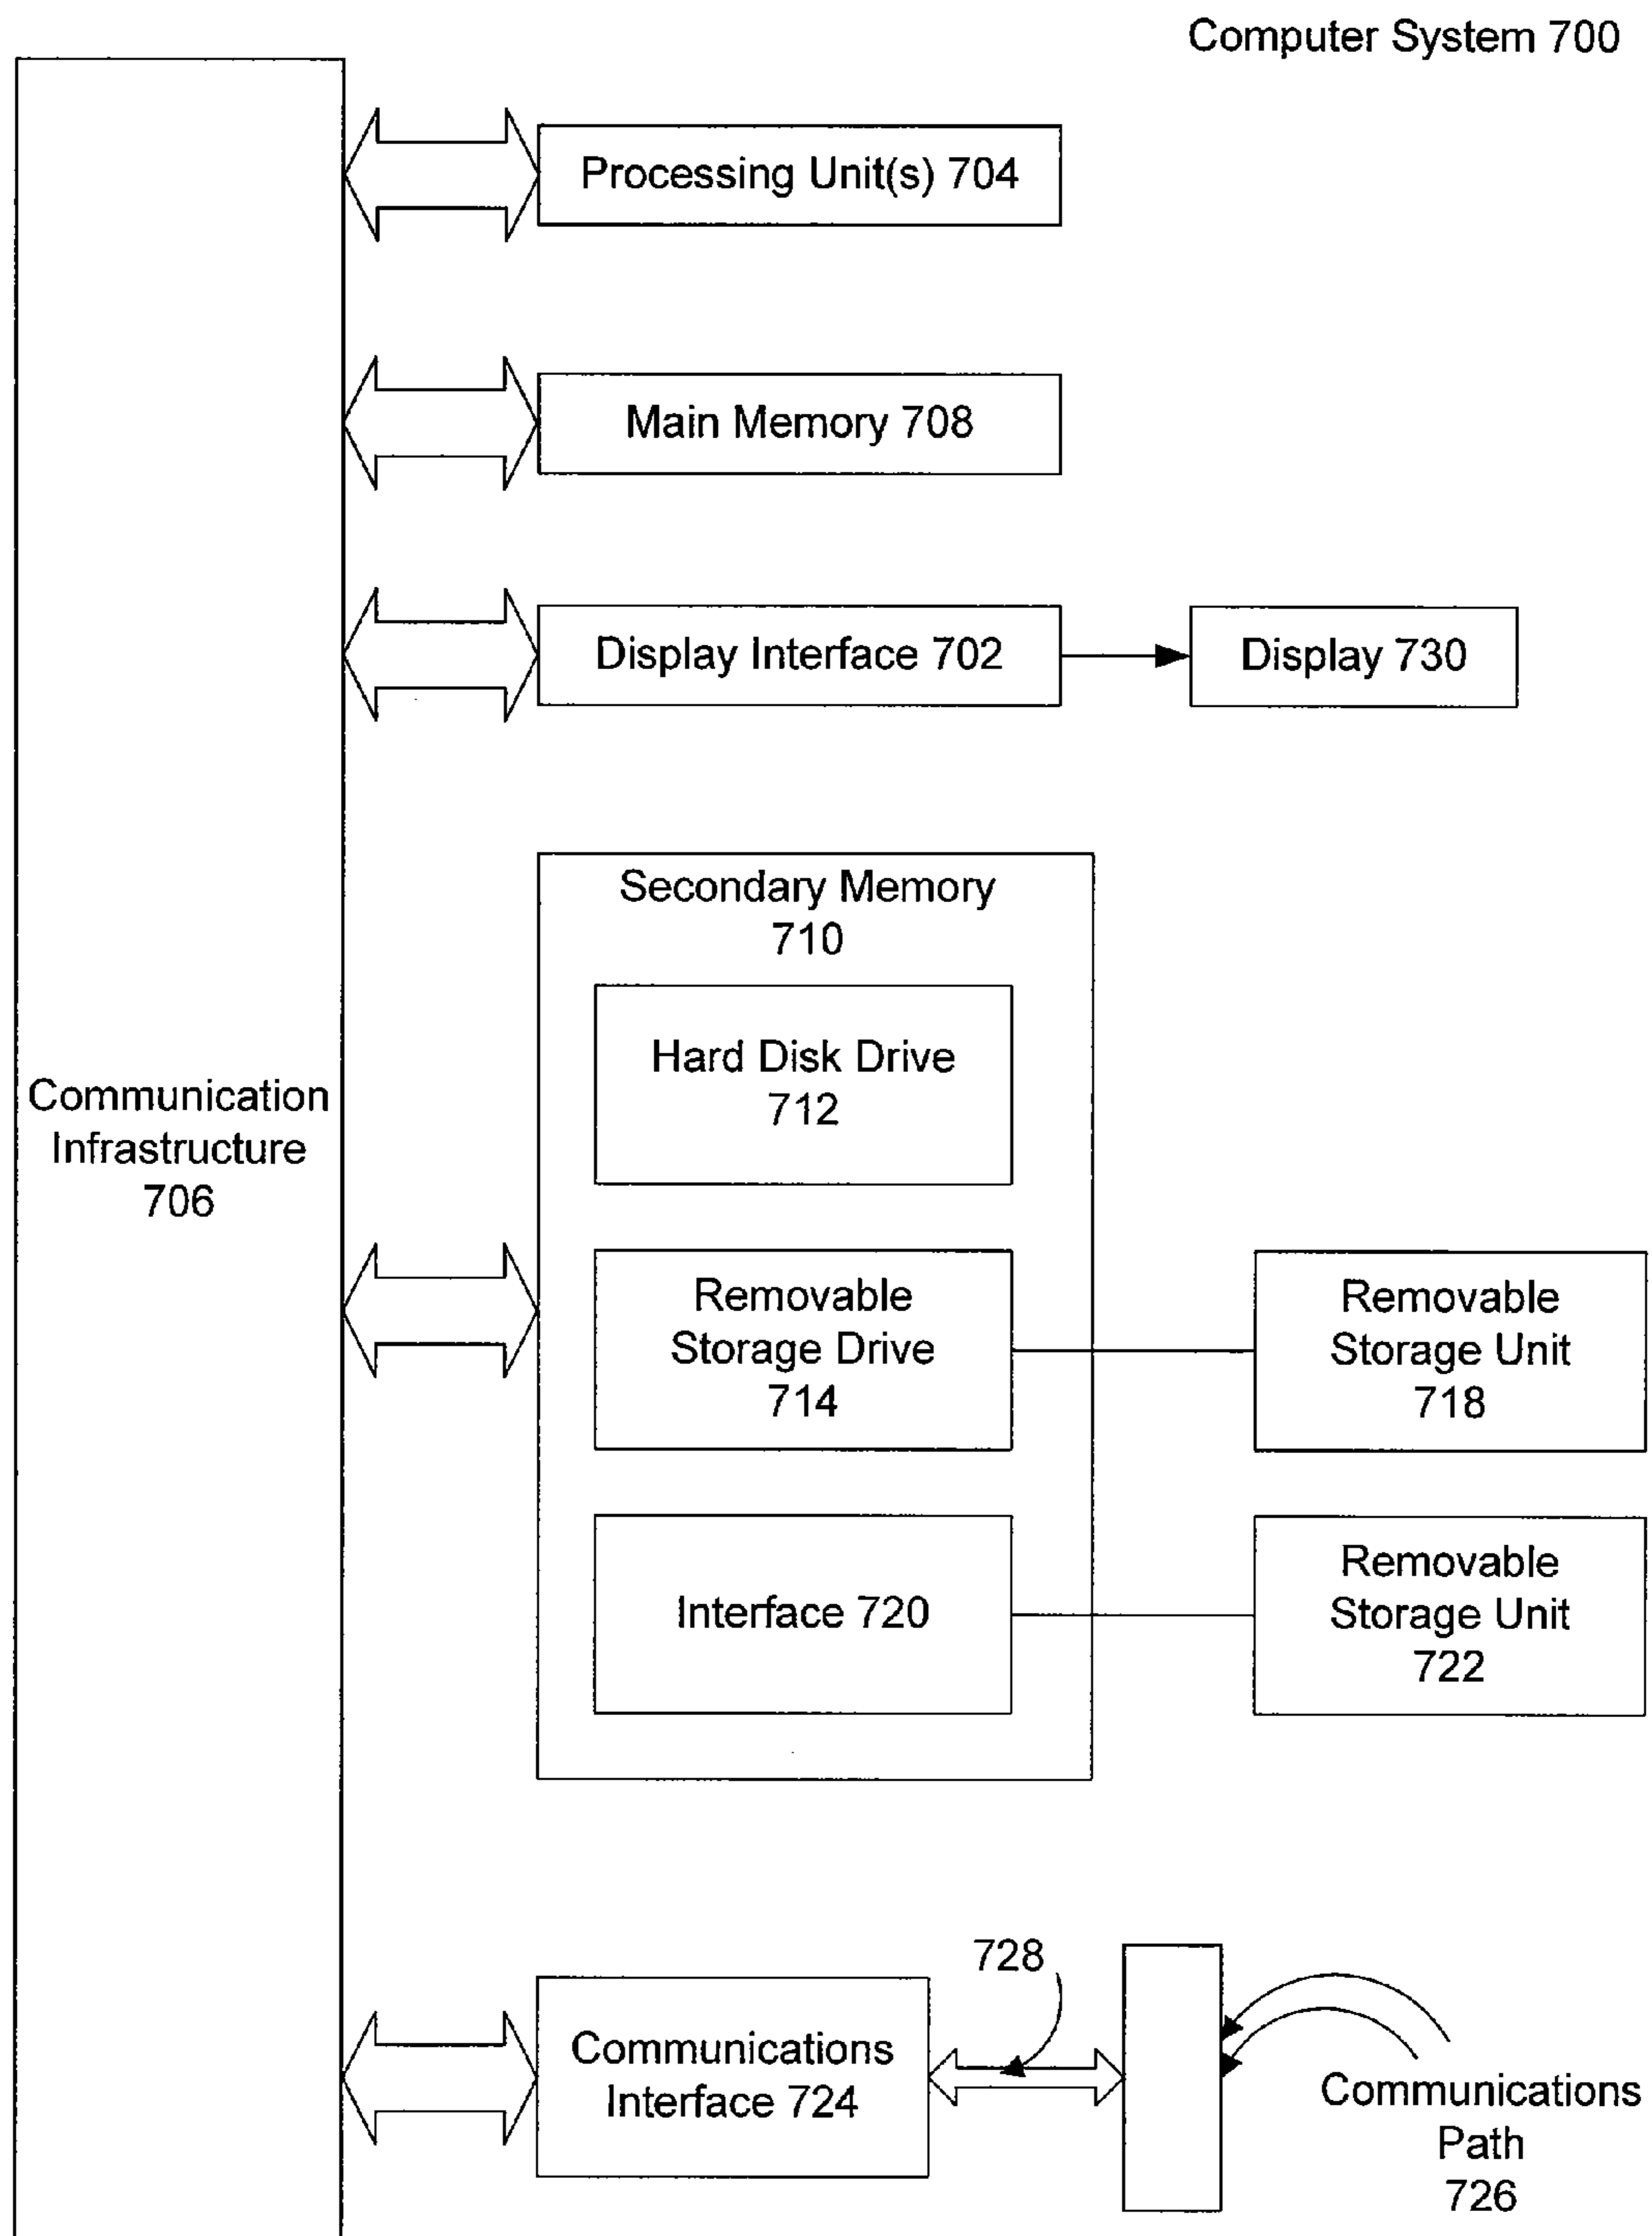 Computer System 700
Processing Unit(s) 704
Main Memory 708
Display Interface 702
Display 730
Secondary Memory
710
Hard Disk Drive
712
Communication
Infrastructure
706
Removable
Storage Drive
714
Removable
Storage Unit
718
Interface 720
Removable
Storage Unit
722
728
Communications
Interface 724
Communications
Path
726